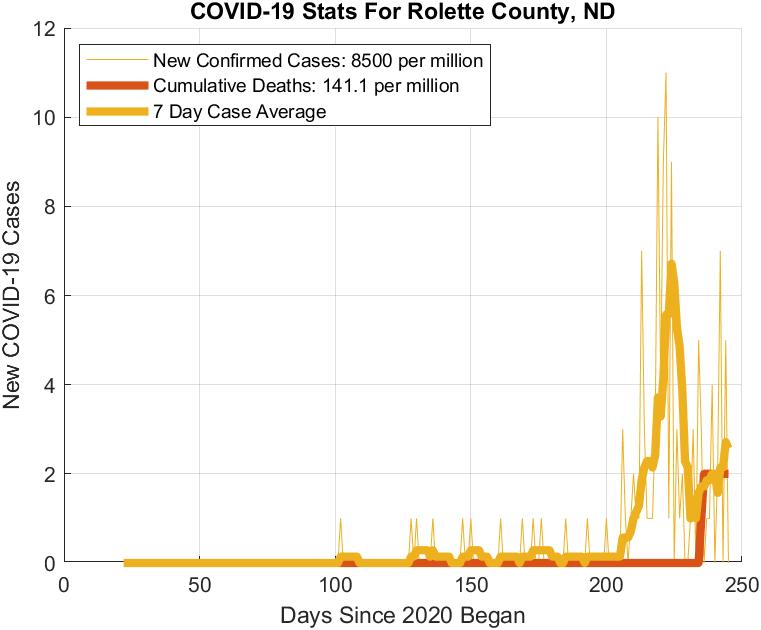 COVID-19 Stats For Rolette County, ND
12
10
8
6
4
2
0
New COVID-19 Cases
New Confirmed Cases: 8500 per million
Cumulative Deaths: 141.1 per million
7 Day Case Average
0 50 100 150 200 250
Days Since 2020 Began